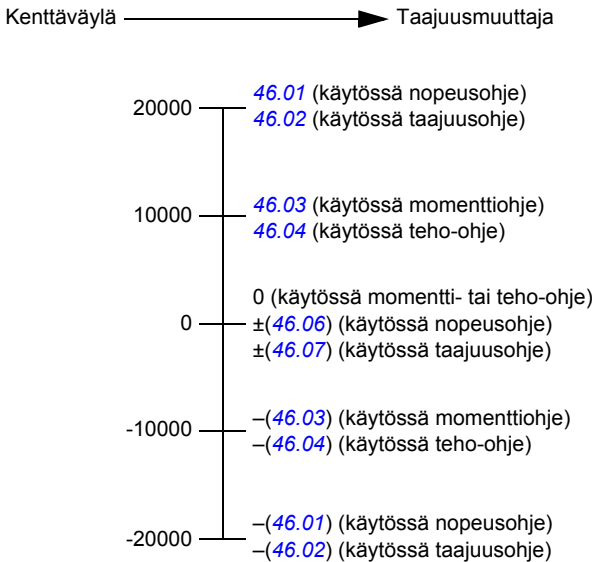 Kenttäväylä Taajuusmuuttaja
20000
46.01 (käytössä nopeusohje)
46.02 (käytössä taajuusohje)
10000
46.03 (käytössä momenttiohje)
46.04 (käytössä teho-ohje)
0
0 (käytössä momentti- tai teho-ohje)
±(46.06) (käytössä nopeusohje)
±(46.07) (käytössä taajuusohje)
-10000
–(46.03) (käytössä momenttiohje)
–(46.04) (käytössä teho-ohje)
-20000
–(46.01) (käytössä nopeusohje)
–(46.02) (käytössä taajuusohje)